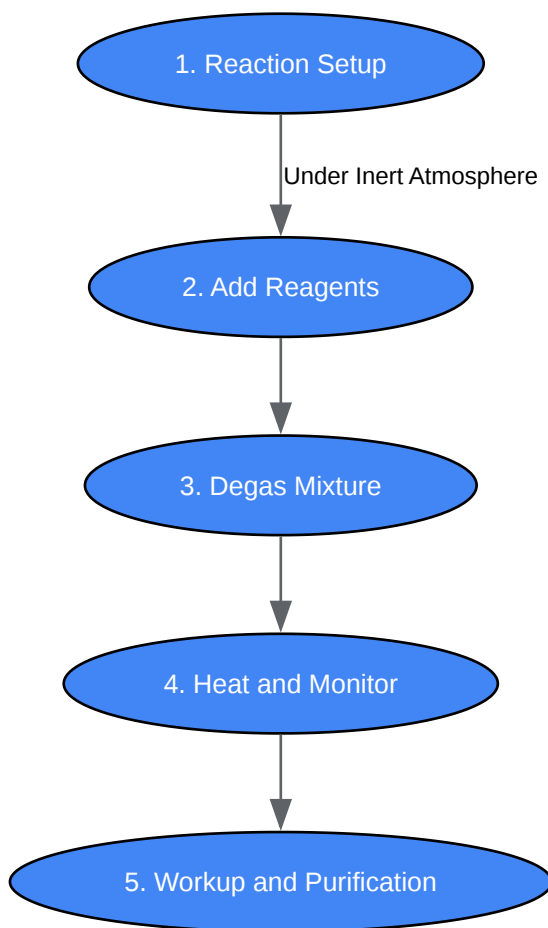 1. Reaction Setup
Under Inert Atmosphere
2. Add Reagents
3. Degas Mixture
4. Heat and Monitor
5. Workup and Purification